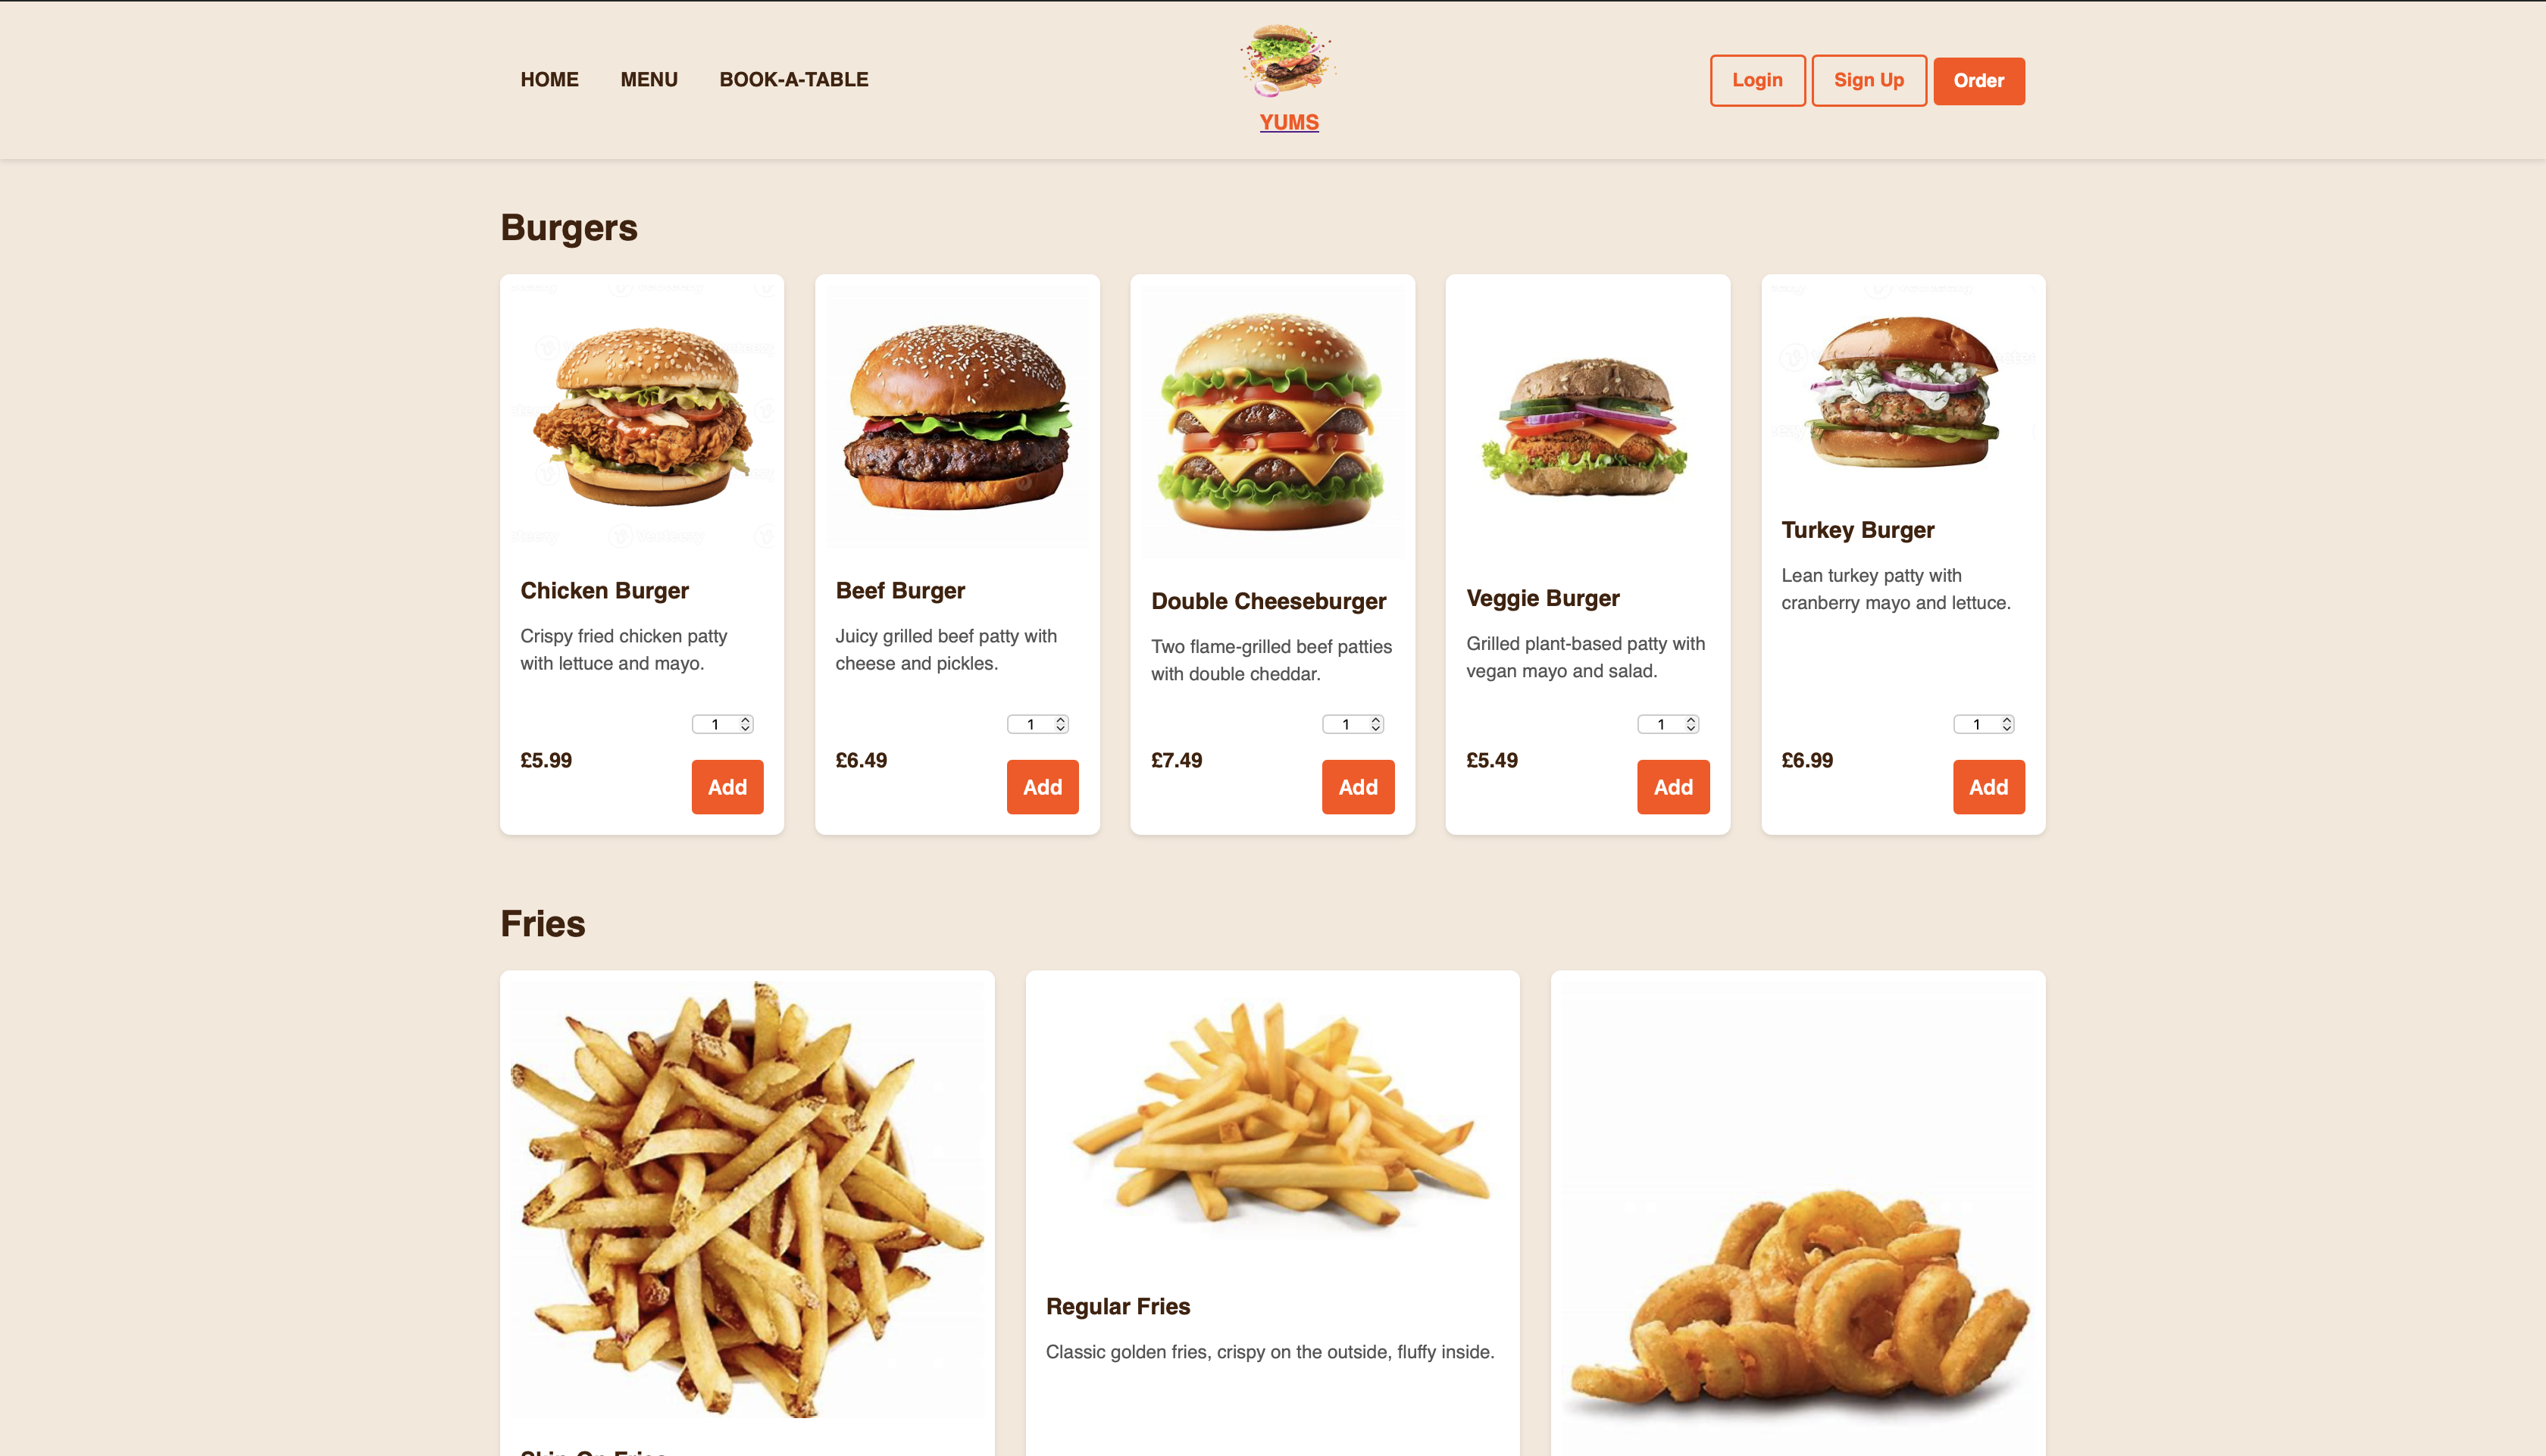 HOME MENU BOOK-A-TABLE
YUMS
Login Sign Up Order
Burgers
Chicken Burger
Crispy fried chicken patty
with lettuce and mayo.
1
£5.99
Add
Beef Burger
Juicy grilled beef patty with
cheese and pickles.
1
£6.49
Add
Double Cheeseburger
Two flame-grilled beef patties
with double cheddar.
1
£7.49
Add
Veggie Burger
Grilled plant-based patty with
vegan mayo and salad.
1
£5.49
Add
Turkey Burger
Lean turkey patty with
cranberry mayo and lettuce.
1
£6.99
Add
Fries
Regular Fries
Classic golden fries, crispy on the outside, fluffy inside.